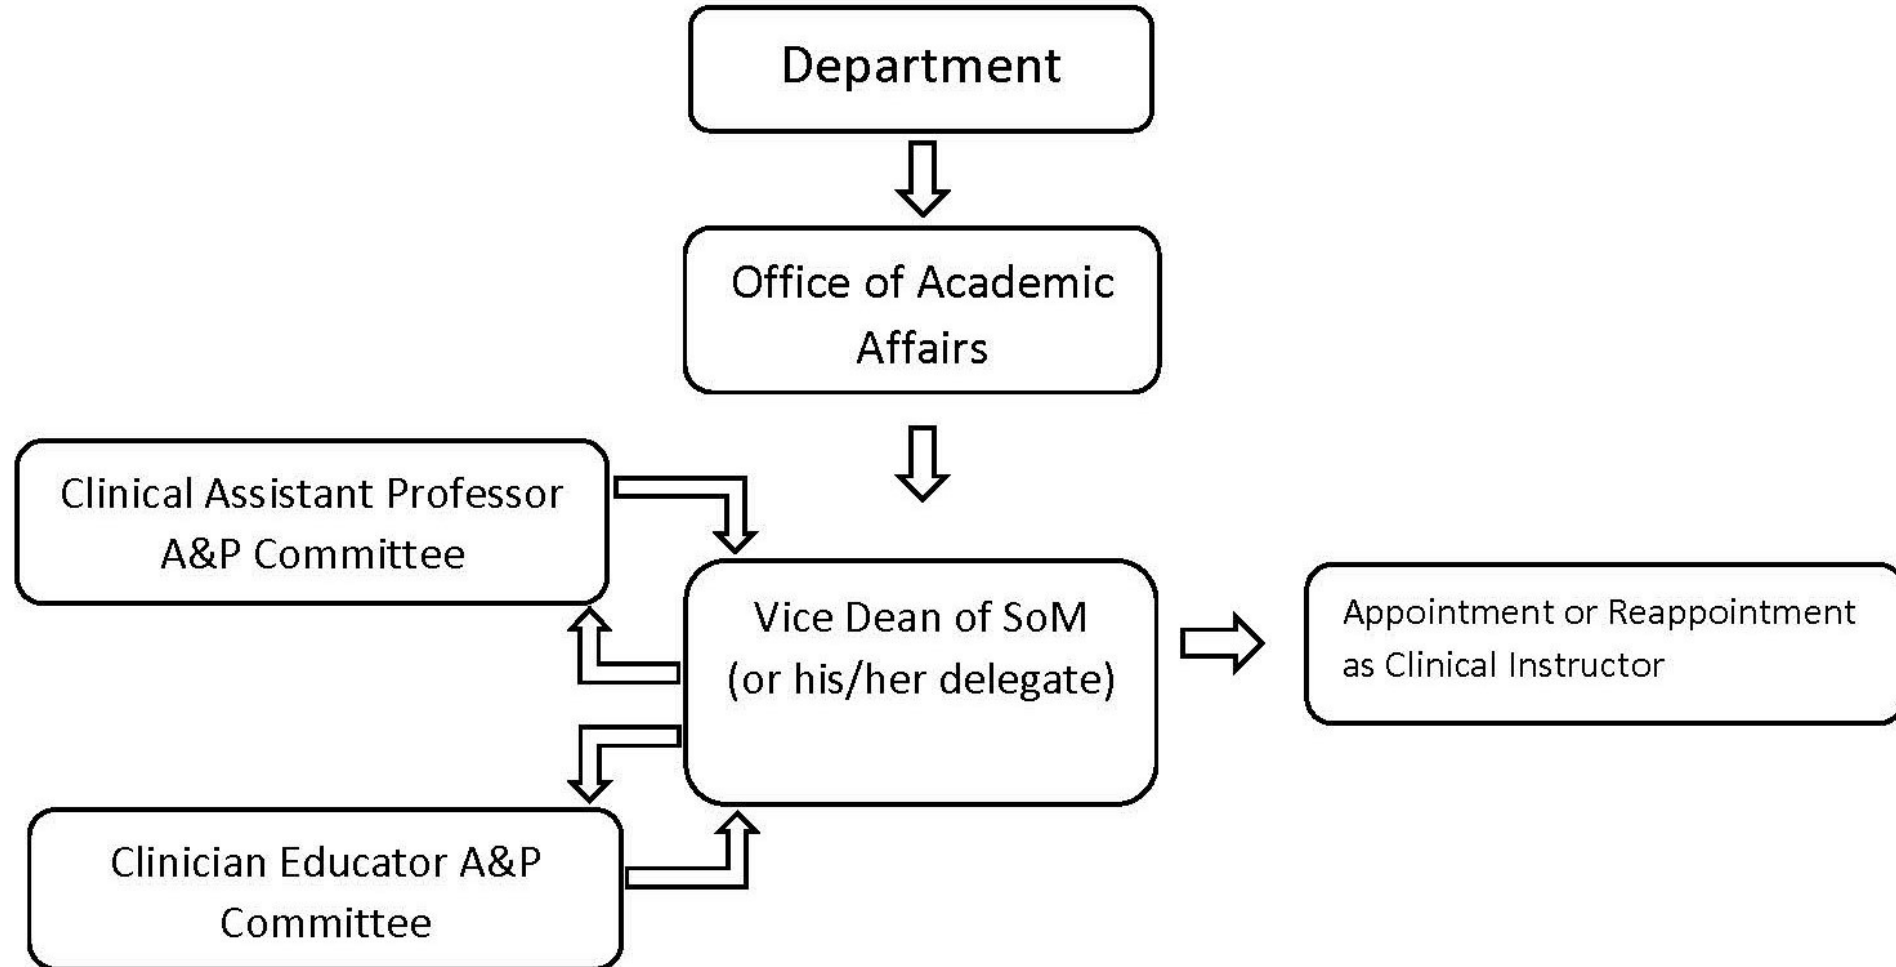 Department
Office of Academic
Affairs
Clinical Assistant Professor
A&P Committee
Vice Dean of SoM
(or his/her delegate)
Appointment or Reappointment
as Clinical Instructor
Clinician Educator A&P
Committee